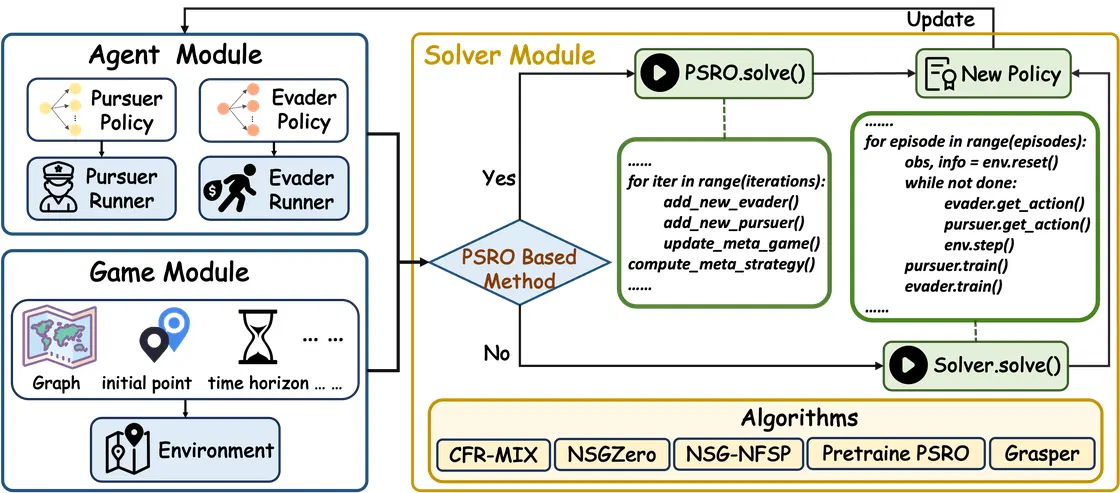 Update
Agent Module
Pursuer
Policy
Evader
Policy
Pursuer
Runner
Evader
Runner
Game Module
Graph
initial point
time horizon ... ...
... ...
Environment
Solver Module
PSRO.solve()
New Policy
Yes
PSRO Based
Method
No
......
for iter in range(iterations):
add_new_evader()
add_new_pursuer()
update_meta_game()
compute_meta_strategy()
......
.......
for episode in range(episodes):
obs, info = env.reset()
while not done:
evader.get_action()
pursuer.get_action()
env.step()
pursuer.train()
evader.train()
......
Solver.solve()
Algorithms
CFR-MIX
NSGZero
NSG-NFSP
Pretraine PSRO
Grasper